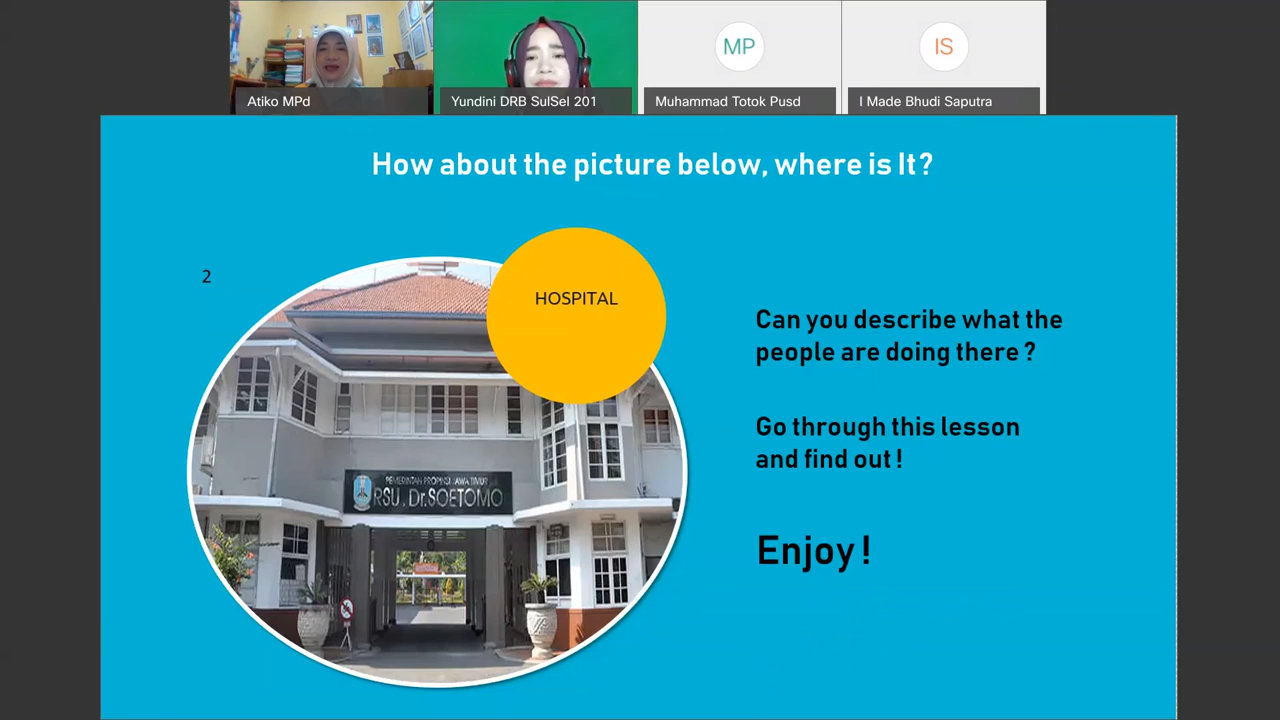 MP
IS
Atiko MPd
Yundini DRB SulSel 201
Muhammad Totok Pusd
I Made Bhudi Saputra
How about the picture below, where is It?
2
HOSPITAL
PEMERINTAH PROPINSI JAWA TIMUR
RSU. Dr.SOETOMO
Can you describe what the
people are doing there ?
Go through this lesson
and find out !
Enjoy !